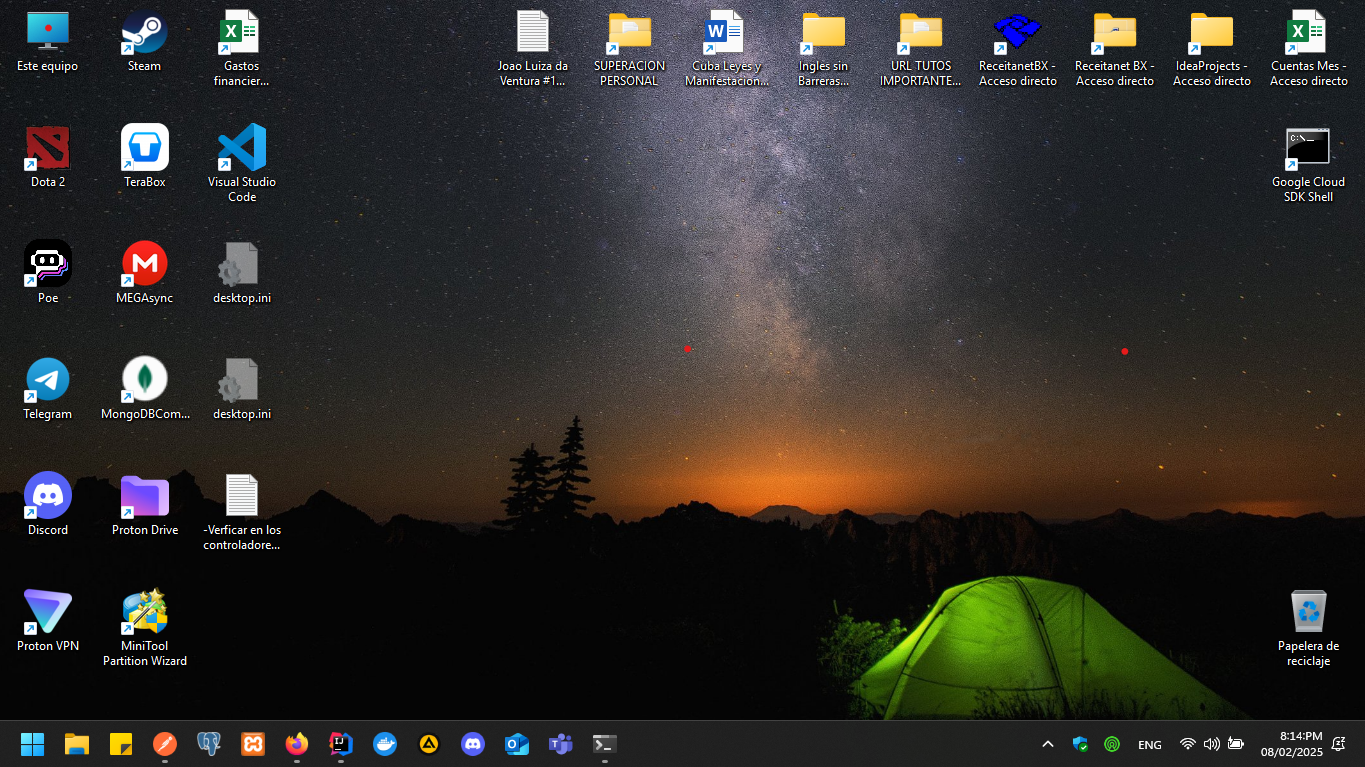 Este equipo
Steam
Gastos
financier...
Joao Luiza da
Ventura #1...
SUPERACION
PERSONAL
Cuba Leyes y
Manifestacion...
Ingles sin
Barreras...
URL TUTOS
IMPORTANTE...
ReceitanetBX -
Acceso directo
Receitanet BX -
Acceso directo
IdeaProjects -
Acceso directo
Cuentas Mes -
Acceso directo
Dota 2
TeraBox
Visual Studio
Code
Google Cloud
SDK Shell
Poe
MEGAsync
desktop.ini
Telegram
MongoDBCom...
desktop.ini
Discord
Proton Drive
-Verficar en los
controladore...
Proton VPN
MiniTool
Partition Wizard
Papelera de
reciclaje
ENG
8:14:PM
08/02/2025